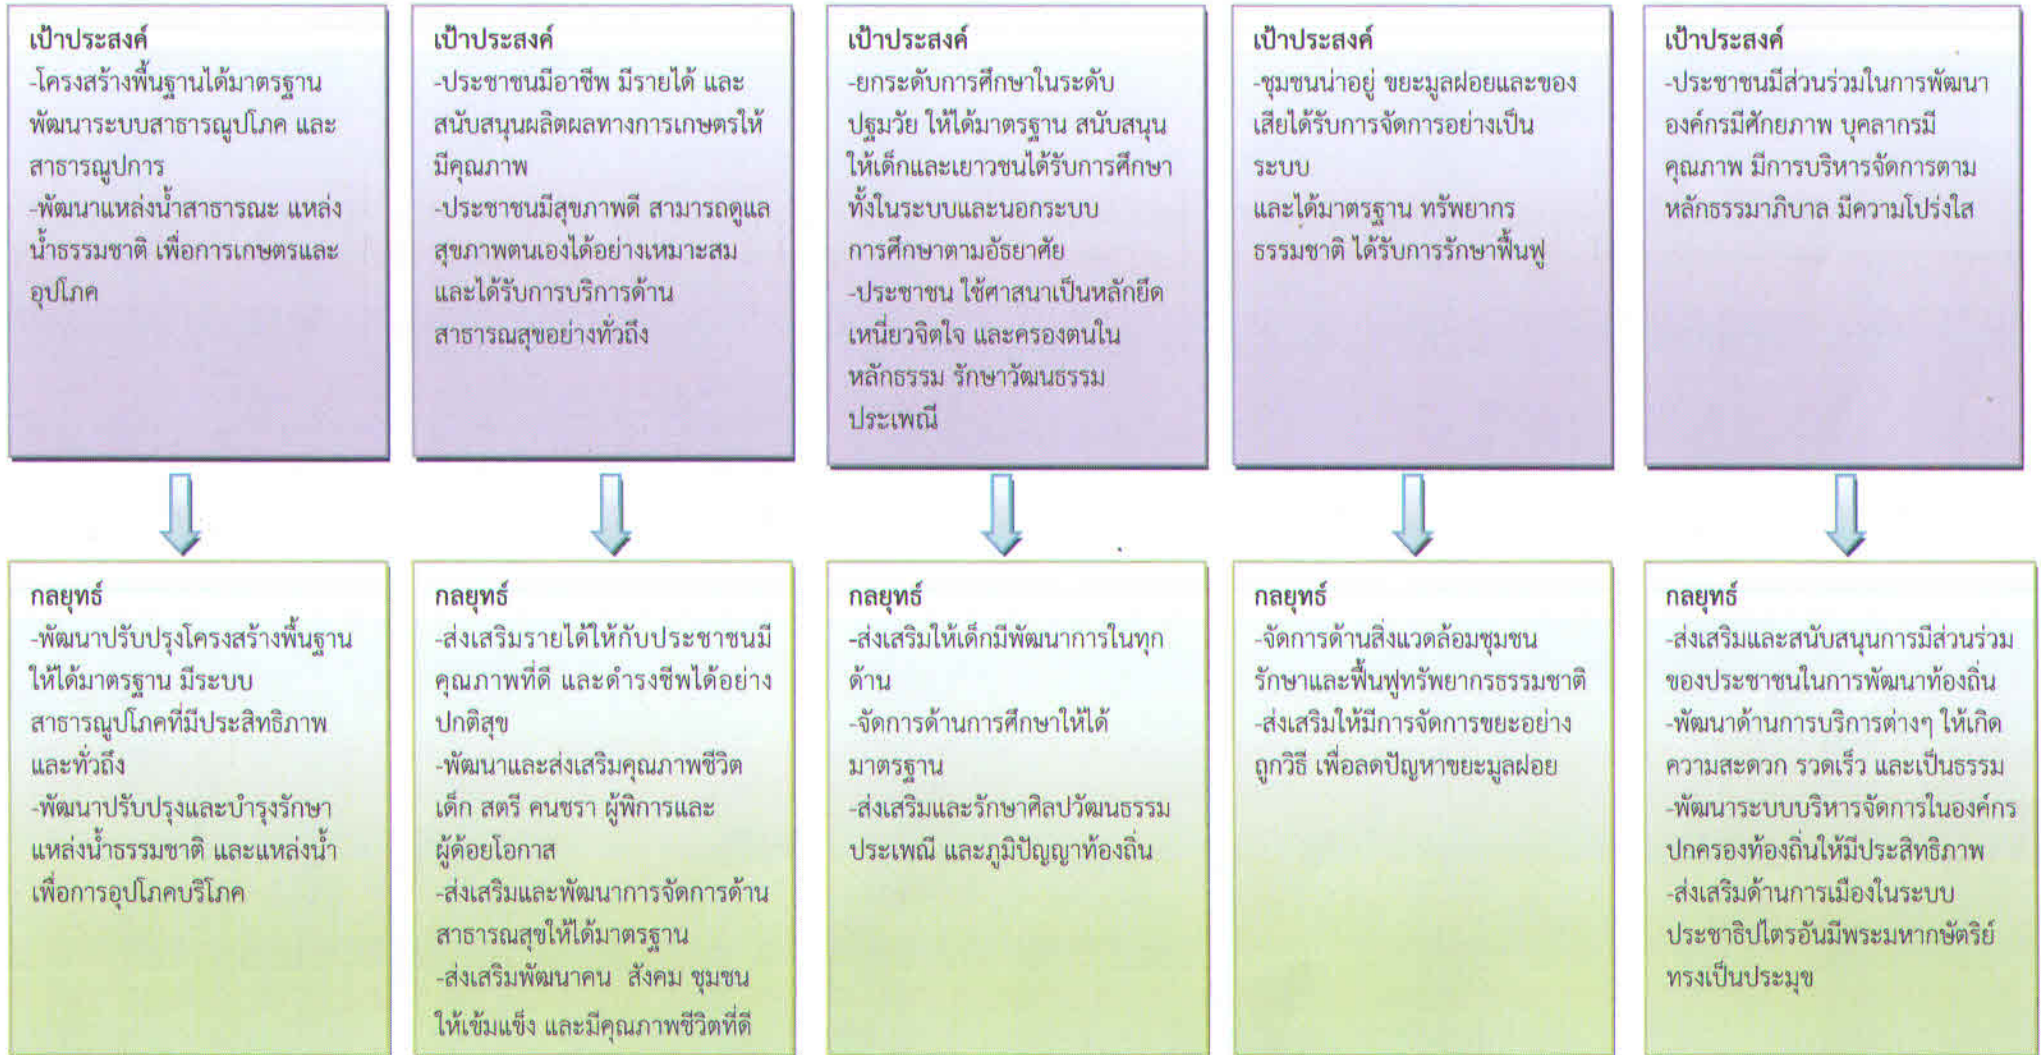 เป้าประสงค์
-โครงสร้างพื้นฐานได้มาตรฐาน
พัฒนาระบบสาธารณูปโภค และ
สาธารณูปการ
-พัฒนาแหล่งน้ำสาธารณะ แหล่ง
น้ำธรรมชาติ เพื่อการเกษตรและ
อุปโภค
เป้าประสงค์
-ประชาชนมีอาชีพ มีรายได้ และ
สนับสนุนผลิตผลทางการเกษตรให้
มีคุณภาพ
-ประชาชนมีสุขภาพดี สามารถดูแล
สุขภาพตนเองได้อย่างเหมาะสม
และได้รับการบริการด้าน
สาธารณสุขอย่างทั่วถึง
เป้าประสงค์
-ยกระดับการศึกษาในระดับ
ปฐมวัย ให้ได้มาตรฐาน สนับสนุน
ให้เด็กและเยาวชนได้รับการศึกษา
ทั้งในระบบและนอกระบบ
การศึกษาตามอัธยาศัย
-ประชาชน ใช้ศาสนาเป็นหลักยึด
เหนี่ยวจิตใจ และครองตนใน
หลักธรรม รักษาวัฒนธรรม
ประเพณี
เป้าประสงค์
-ชุมชนน่าอยู่ ขยะมูลฝอยและของ
เสียได้รับการจัดการอย่างเป็น
ระบบ
และได้มาตรฐาน ทรัพยากร
ธรรมชาติ ได้รับการรักษาฟื้นฟู
เป้าประสงค์
-ประชาชนมีส่วนร่วมในการพัฒนา
องค์กรมีศักยภาพ บุคลากรมี
คุณภาพ มีการบริหารจัดการตาม
หลักธรรมาภิบาล มีความโปร่งใส
กลยุทธ์
-พัฒนาปรับปรุงโครงสร้างพื้นฐาน
ให้ได้มาตรฐาน มีระบบ
สาธารณูปโภคที่มีประสิทธิภาพ
และทั่วถึง
-พัฒนาปรับปรุงและบำรุงรักษา
แหล่งน้ำธรรมชาติ และแหล่งน้ำ
เพื่อการอุปโภคบริโภค
กลยุทธ์
-ส่งเสริมรายได้ให้กับประชาชนมี
คุณภาพที่ดี และดำรงชีพได้อย่าง
ปกติสุข
-พัฒนาและส่งเสริมคุณภาพชีวิต
เด็ก สตรี คนชรา ผู้พิการและ
ผู้ด้อยโอกาส
-ส่งเสริมและพัฒนาการจัดการด้าน
สาธารณสุขให้ได้มาตรฐาน
-ส่งเสริมพัฒนาคน สังคม ชุมชน
ให้เข้มแข็ง และมีคุณภาพชีวิตที่ดี
กลยุทธ์
-ส่งเสริมให้เด็กมีพัฒนาการในทุก
ด้าน
-จัดการด้านการศึกษาให้ได้
มาตรฐาน
-ส่งเสริมและรักษาศิลปวัฒนธรรม
ประเพณี และภูมิปัญญาท้องถิ่น
กลยุทธ์
-จัดการด้านสิ่งแวดล้อมชุมชน
รักษาและฟื้นฟูทรัพยากรธรรมชาติ
-ส่งเสริมให้มีการจัดการขยะอย่าง
ถูกวิธี เพื่อลดปัญหาขยะมูลฝอย
กลยุทธ์
-ส่งเสริมและสนับสนุนการมีส่วนร่วม
ของประชาชนในการพัฒนาท้องถิ่น
-พัฒนาด้านการบริการต่างๆ ให้เกิด
ความสะดวก รวดเร็ว และเป็นธรรม
-พัฒนาระบบบริหารจัดการในองค์กร
ปกครองท้องถิ่นให้มีประสิทธิภาพ
-ส่งเสริมด้านการเมืองในระบบ
ประชาธิปไตรอันมีพระมหากษัตริย์
ทรงเป็นประมุข